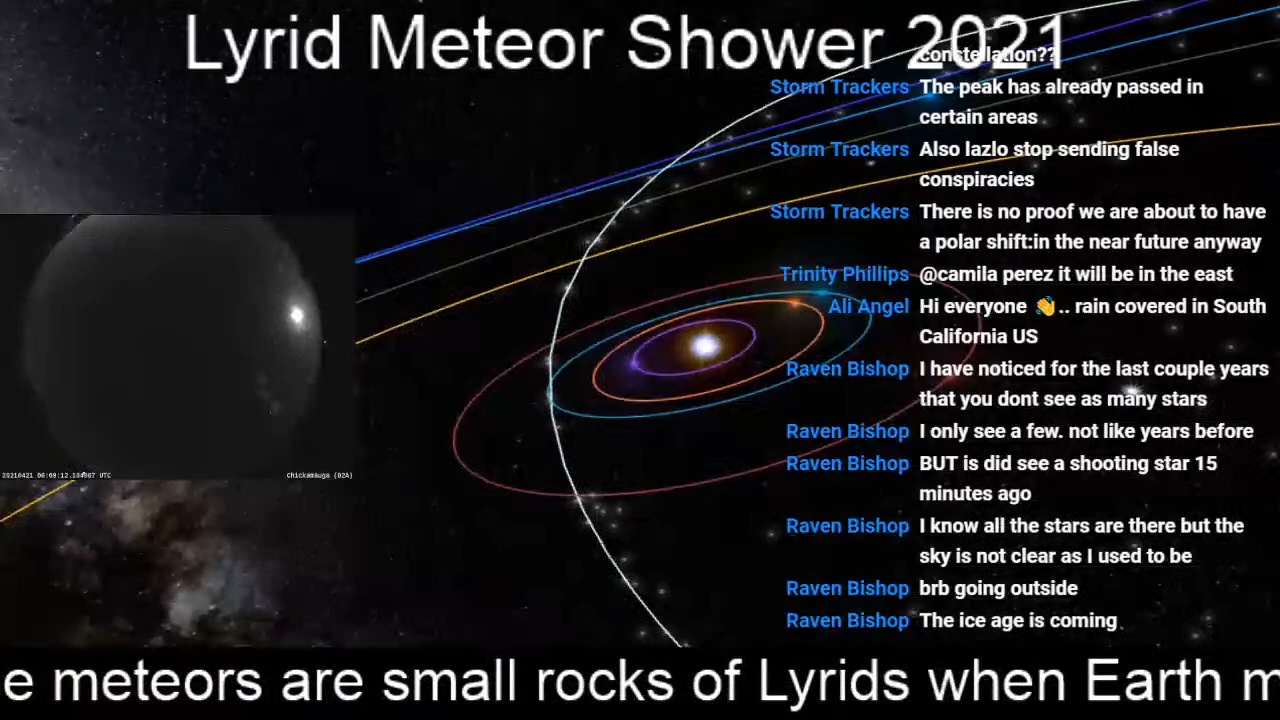 Lyrid Meteor Shower 2021
constellation??
Storm Trackers The peak has already passed in
certain areas
Storm Trackers Also lazlo stop sending false
conspiracies
Storm Trackers There is no proof we are about to have
a polar shift:in the near future anyway
Trinity Phillips @camila perez it will be in the east
Ali Angel Hi everyone 👋.. rain covered in South
California US
Raven Bishop I have noticed for the last couple years
that you dont see as many stars
Raven Bishop I only see a few. not like years before
Raven Bishop BUT is did see a shooting star 15
minutes ago
Raven Bishop I know all the stars are there but the
sky is not clear as I used to be
Raven Bishop brb going outside
Raven Bishop The ice age is coming
20210421 UTC
Chickamauga (02A)
e meteors are small rocks of Lyrids when Earth m